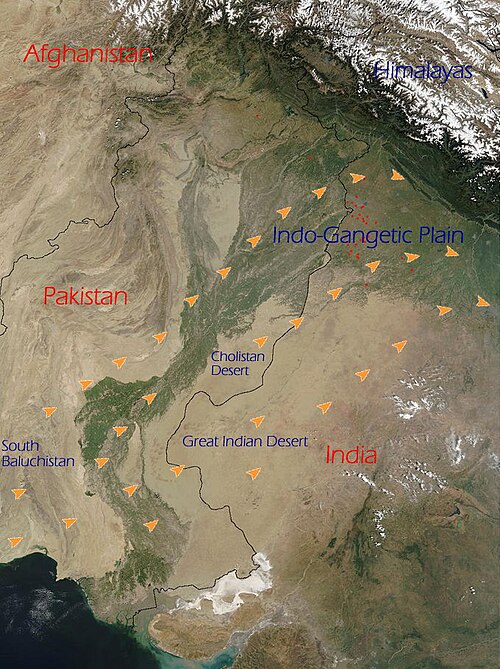 Afghanistan
Himalayas
Indo-Gangetic Plain
Pakistan
Cholistan
Desert
Great Indian Desert
South
Baluchistan
India